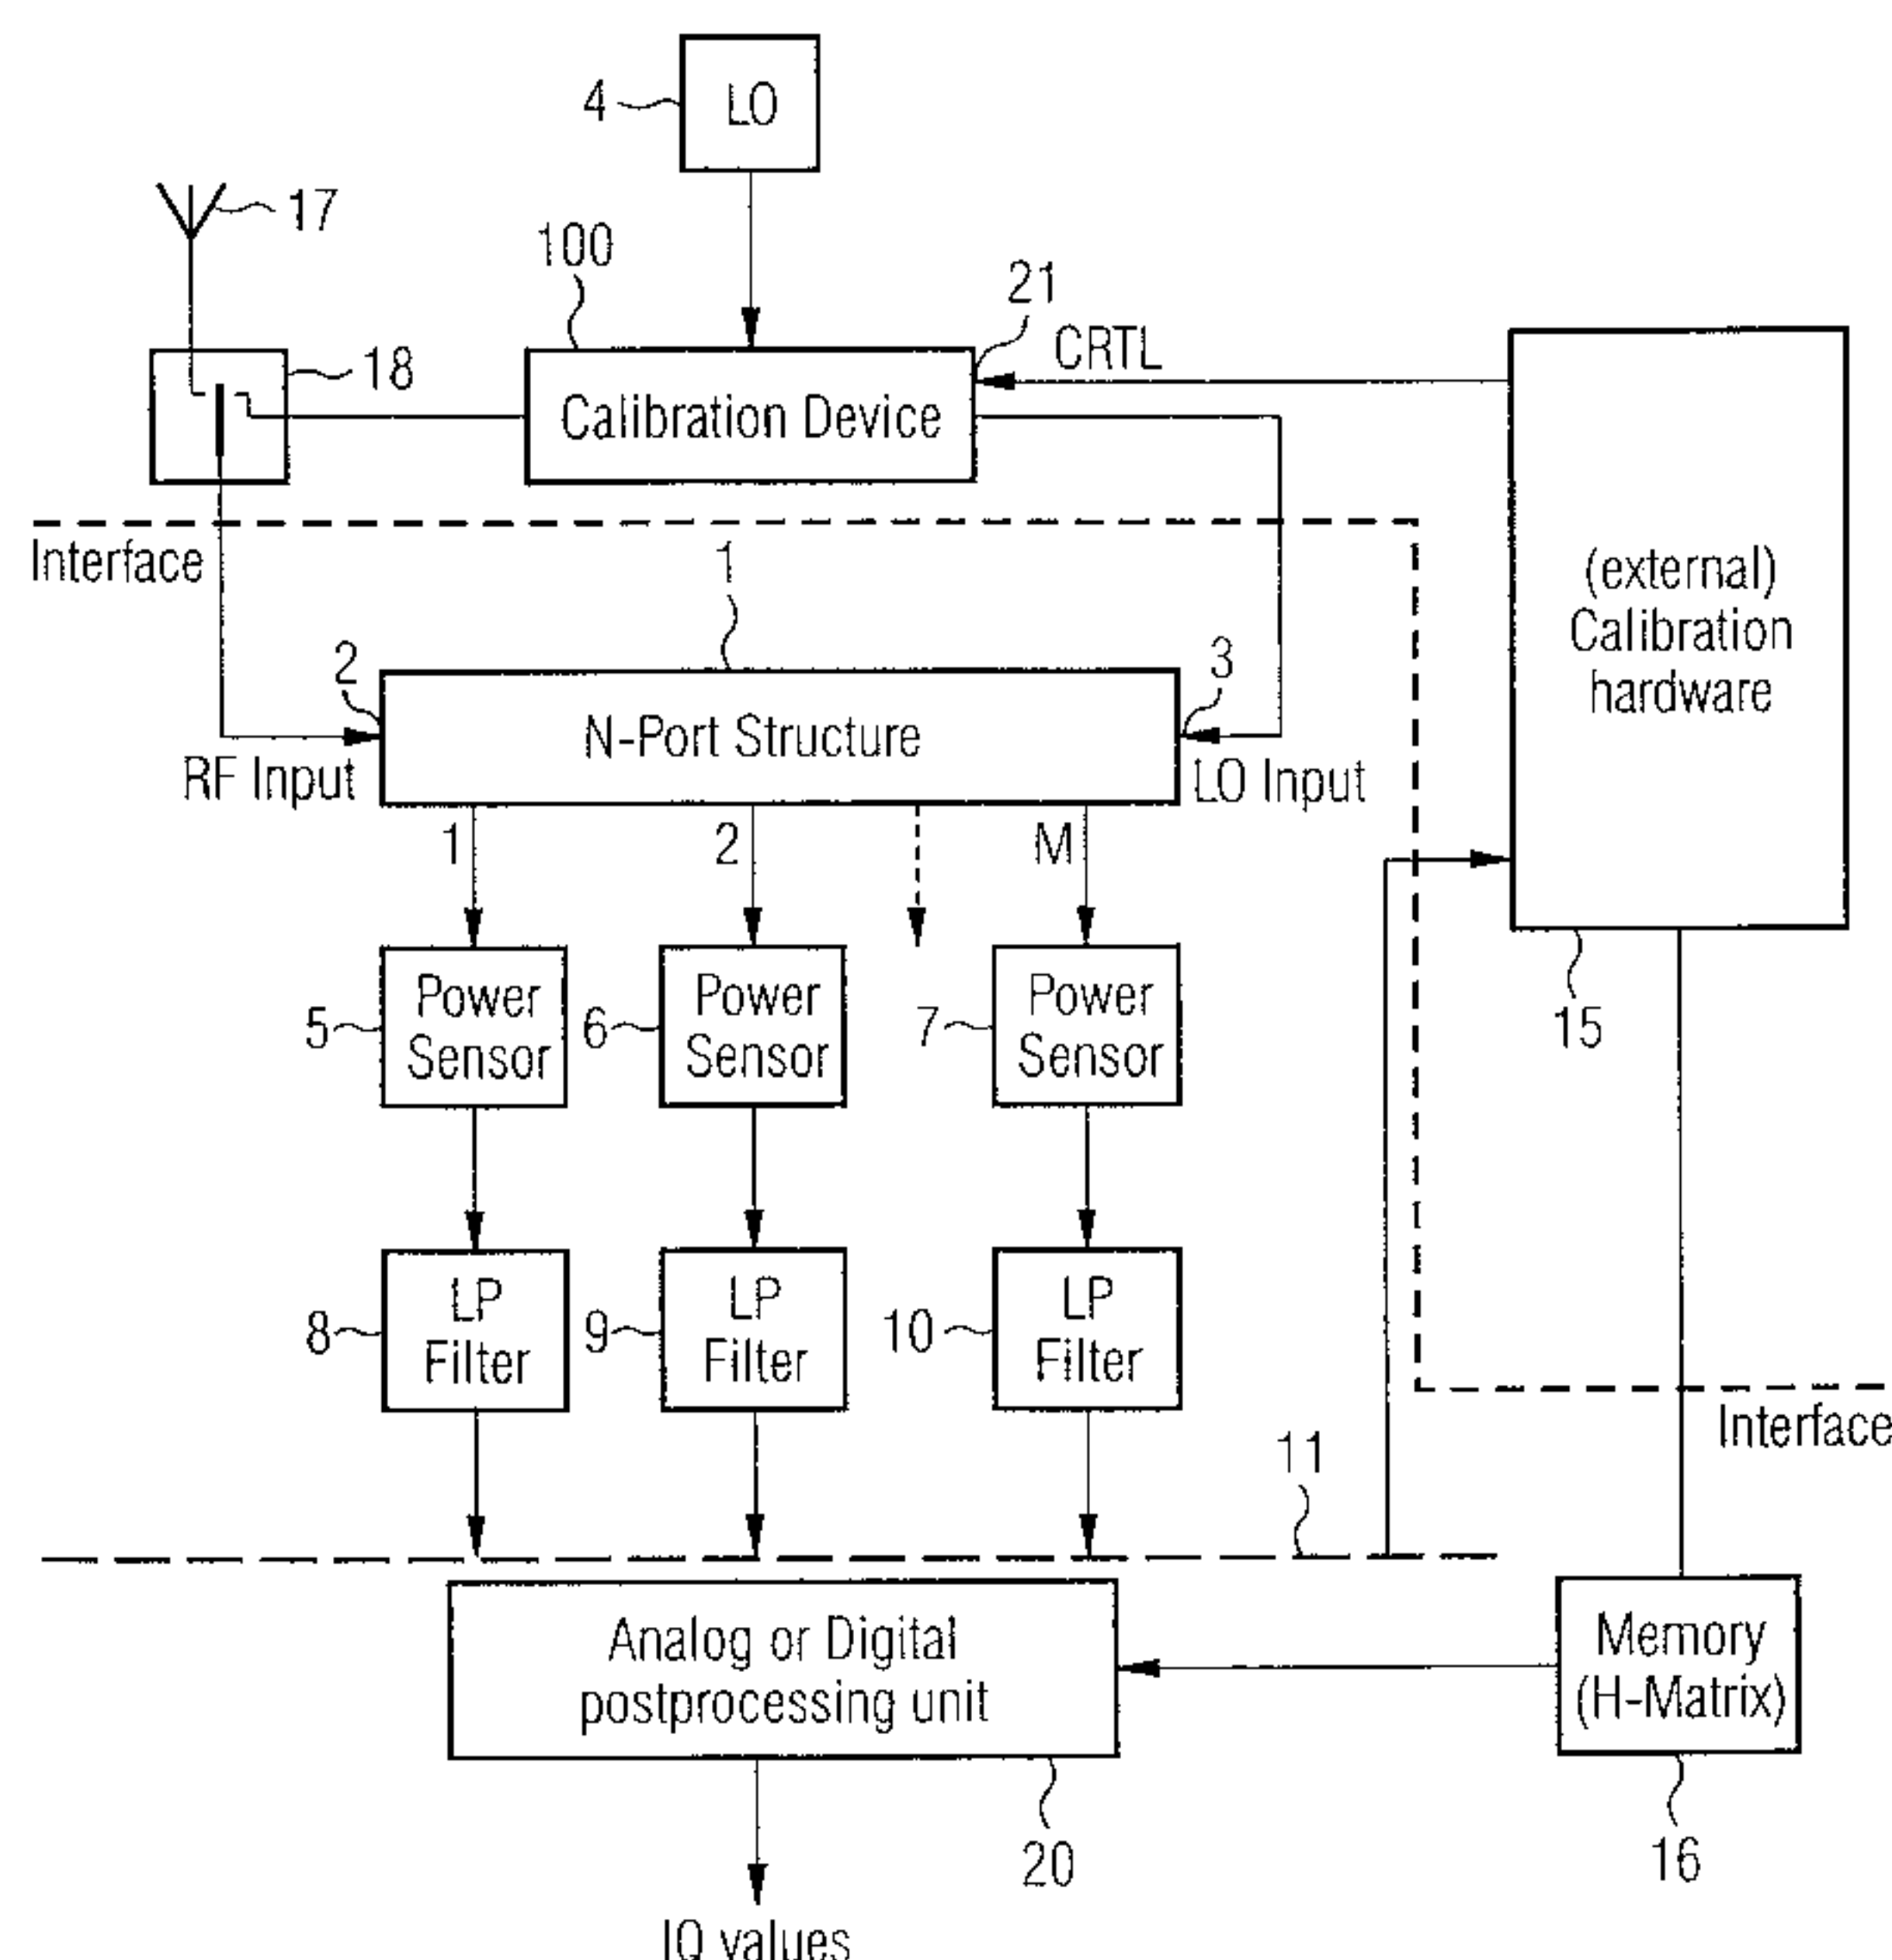 4
LO
17
100
21
CRTL
18
Calibration Device
Interface
1
(external)
Calibration
hardware
2
3
N-Port Structure
RF Input
LO Input
1
2
M
5
Power
Sensor
6
Power
Sensor
7
Power
Sensor
15
8
LP
Filter
9
LP
Filter
10
LP
Filter
Interface
11
Analog or Digital
postprocessing unit
Memory
(H-Matrix)
20
16
IQ values